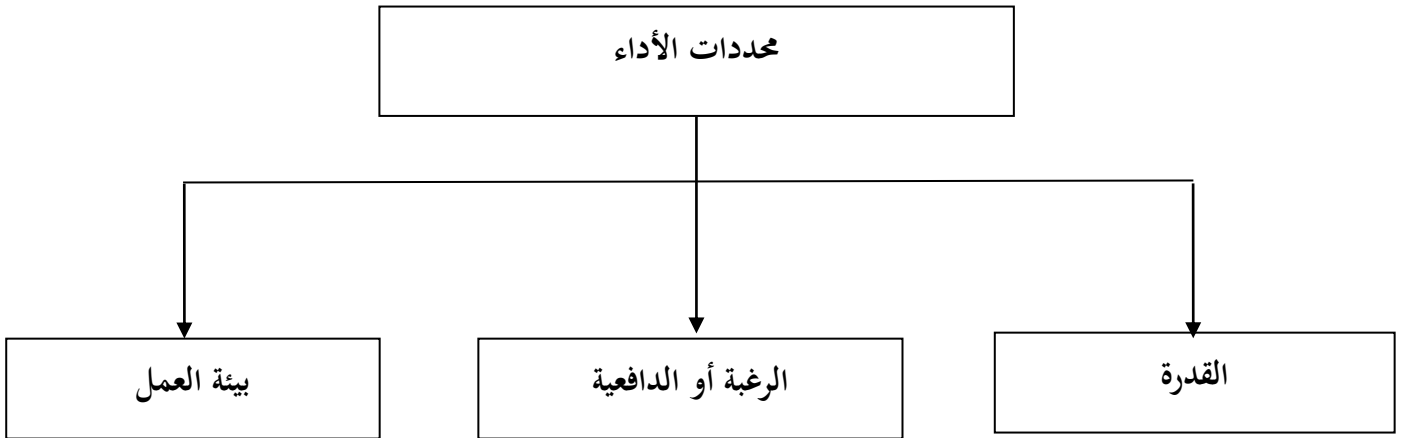 محددات الأداء
القدرة
الرغبة أو الدافعية
بيئة العمل